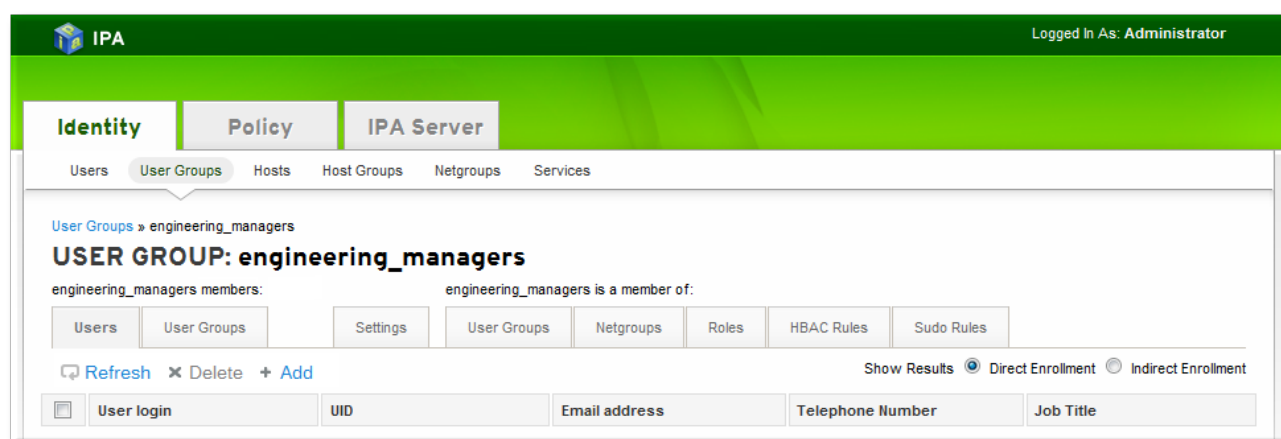 IPA
Logged In As: Administrator
Identity Policy IPA Server
Users User Groups Hosts Host Groups Netgroups Services
User Groups » engineering_managers
USER GROUP: engineering_managers
engineering_managers members: engineering_managers is a member of:
Users User Groups Settings User Groups Netgroups Roles HBAC Rules Sudo Rules
Refresh Delete Add Show Results Direct Enrollment Indirect Enrollment
User login UID Email address Telephone Number Job Title